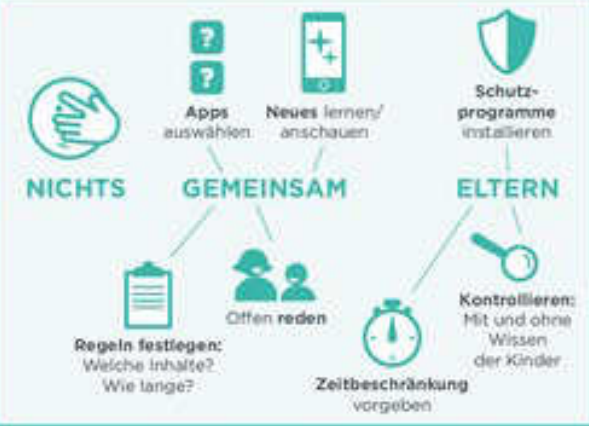 ?
?
Apps
auswählen
Neues lernen/
anschauen
Schutz-
programme
installieren
NICHTS
GEMEINSAM
ELTERN
Regeln festlegen:
Welche Inhalte?
Wie lange?
Offen reden
Zeitbeschränkung
vorgeben
Kontrollieren:
Mit und ohne
Wissen
der Kinder